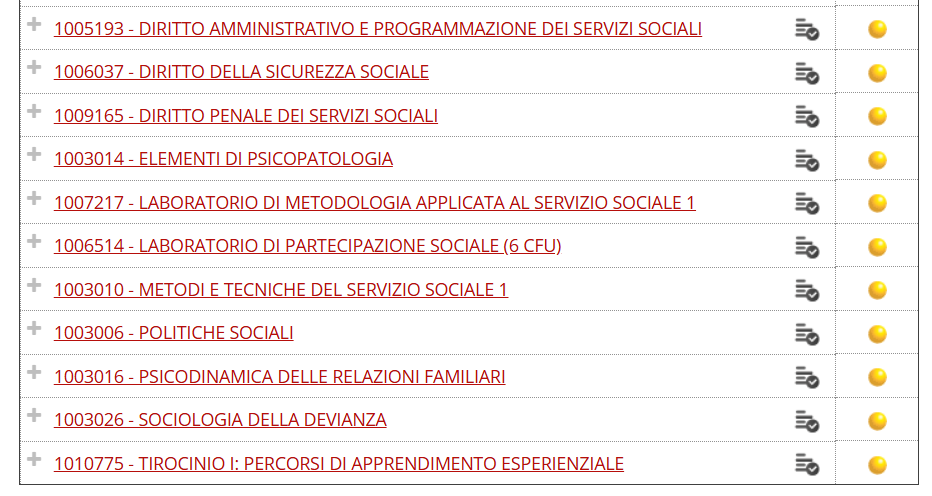 1005193 - DIRITTO AMMINISTRATIVO E PROGRAMMAZIONE DEI SERVIZI SOCIALI
1006037 - DIRITTO DELLA SICUREZZA SOCIALE
1009165 - DIRITTO PENALE DEI SERVIZI SOCIALI
1003014 - ELEMENTI DI PSICOPATOLOGIA
1007217 - LABORATORIO DI METODOLOGIA APPLICATA AL SERVIZIO SOCIALE 1
1006514 - LABORATORIO DI PARTECIPAZIONE SOCIALE (6 CFU)
1003010 - METODI E TECNICHE DEL SERVIZIO SOCIALE 1
1003006 - POLITICHE SOCIALI
1003016 - PSICODINAMICA DELLE RELAZIONI FAMILIARI
1003026 - SOCIOLOGIA DELLA DEVIANZA
1010775 - TIROCINIO I: PERCORSI DI APPRENDIMENTO ESPERIENZIALE